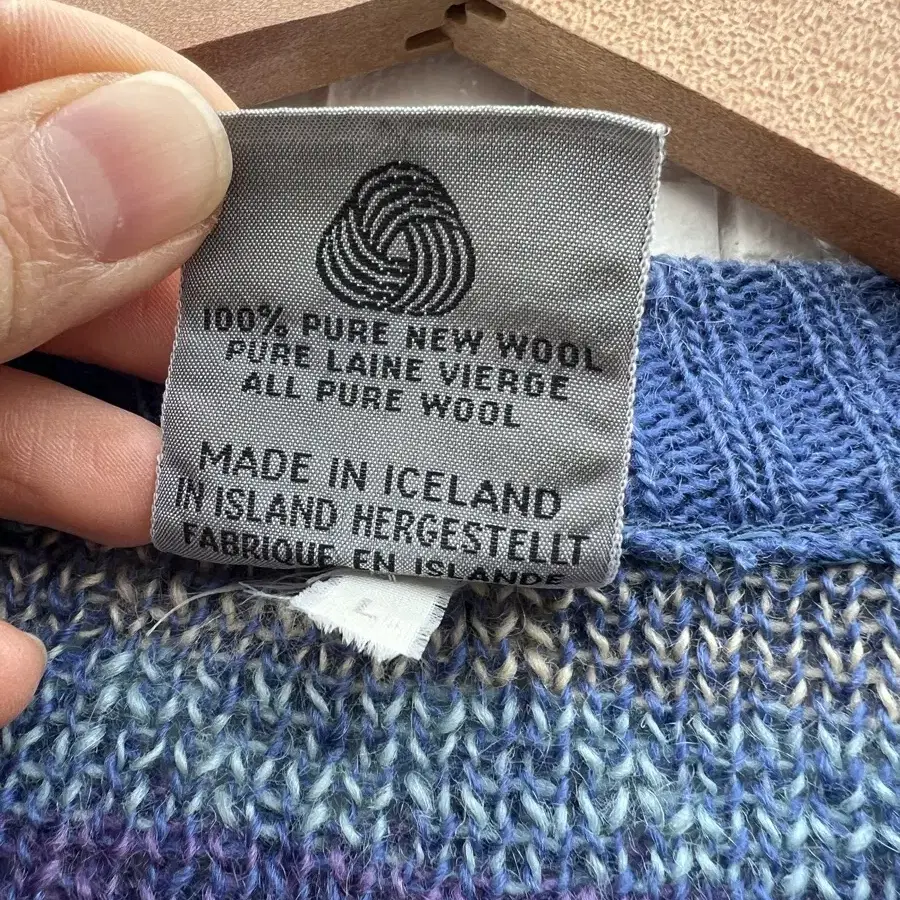 100% PURE NEW WOOL
PURE LAINE VIERGE
ALL PURE WOOL
MADE IN ICELAND
IN ISLAND HERGESTELLT
FABRIQUE EN ISLANDE
L